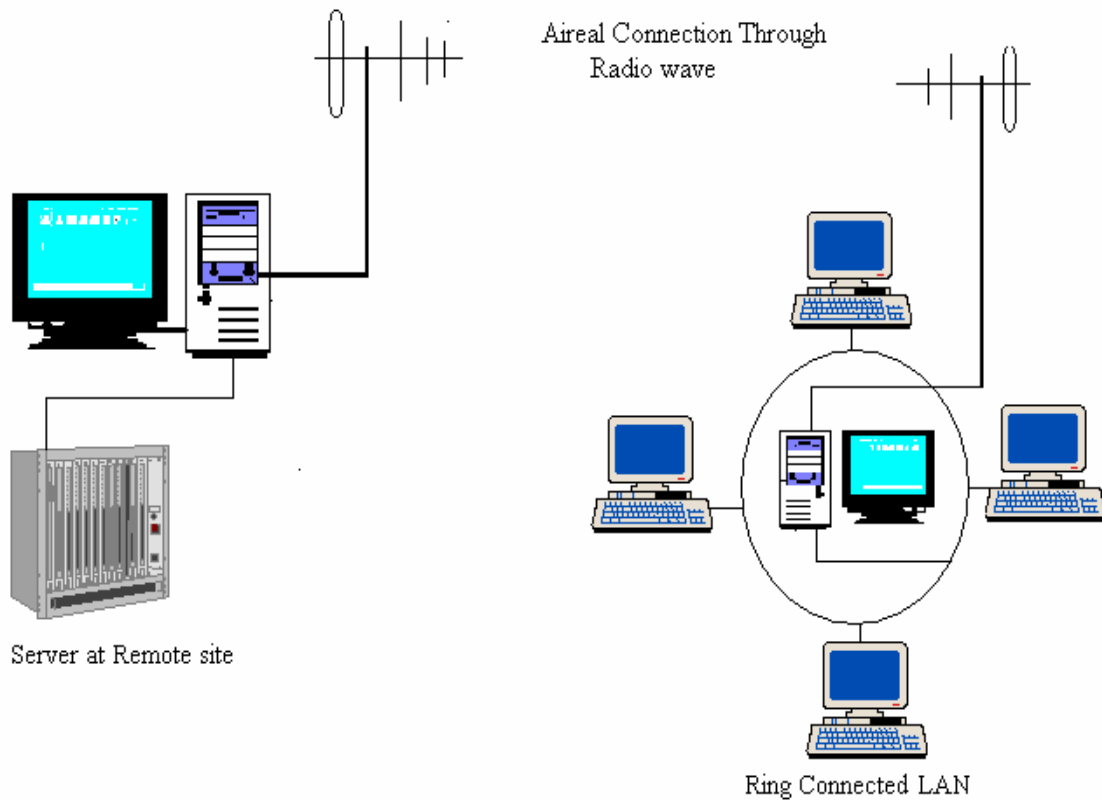 Aireal Connection Through
Radio wave
Server at Remote site
Ring Connected LAN